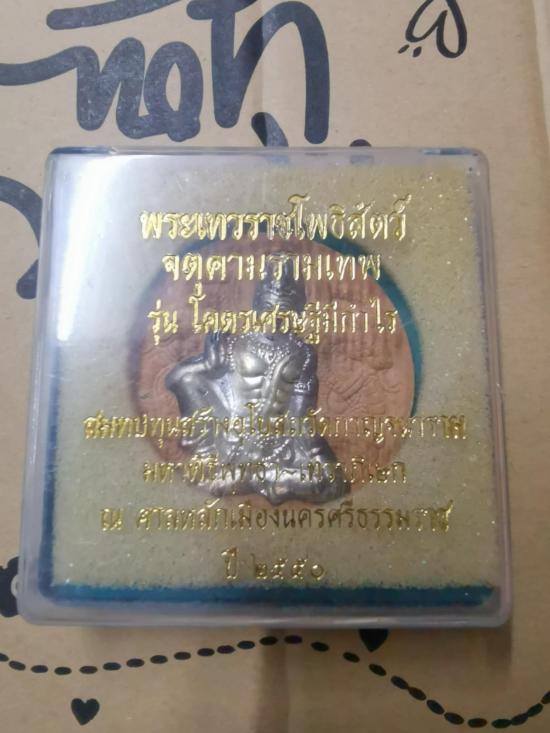 พระเทวราชโพธิสัตว์
จตุคามรามเทพ
รุ่น โคตรเศรษฐีมีกำไร
สมทบทุนสร้างอุโบสถวัดกาญจนาราม
มหาพิธีพุทธา-เทวาภิเษก
ณ ศาลหลักเมืองนครศรีธรรมราช
ปี ๒๕๕๐